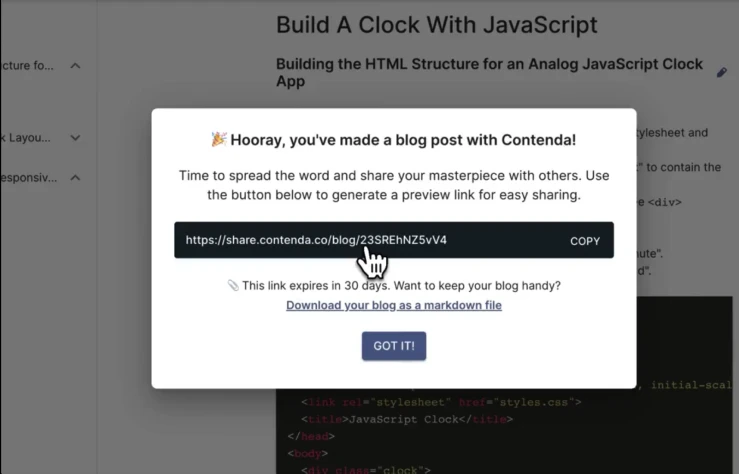 Build A Clock With JavaScript
Building the HTML Structure for an Analog JavaScript Clock
App
cture fo...
ylesheet and
🎉 Hooray, you've made a blog post with Contenda!
k Layou...
" to contain the
Time to spread the word and share your masterpiece with others. Use
esponsiv...
the button below to generate a preview link for easy sharing.
e <div>
https://share.contenda.co/blog/23SREhNZ5vV4
COPY
nute".
d".
📎 This link expires in 30 days. Want to keep your blog handy?
Download your blog as a markdown file
GOT IT!
, initial-scal
<link rel="stylesheet" href="styles.css">
<title>JavaScript Clock</title>
</head>
<body>
<div class="clock">